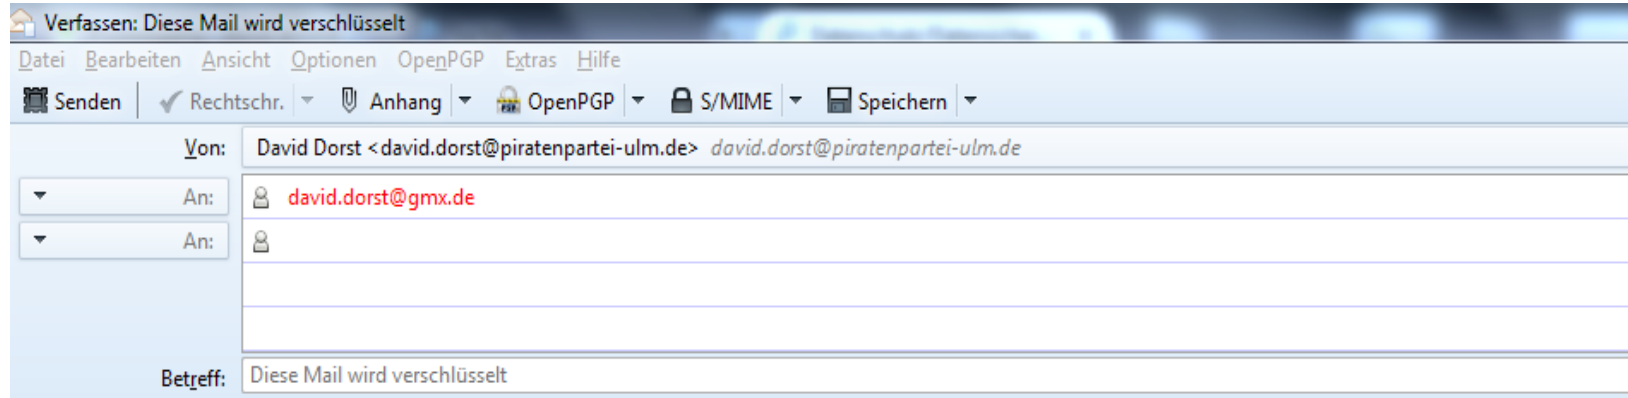 Verfassen: Diese Mail wird verschlüsselt
Datei Bearbeiten Ansicht Optionen OpenPGP Extras Hilfe
Senden Rechtschr. Anhang OpenPGP S/MIME Speichern
Von: David Dorst <david.dorst@piratenpartei-ulm.de> david.dorst@piratenpartei-ulm.de
An: david.dorst@gmx.de
An:
Betreff: Diese Mail wird verschlüsselt